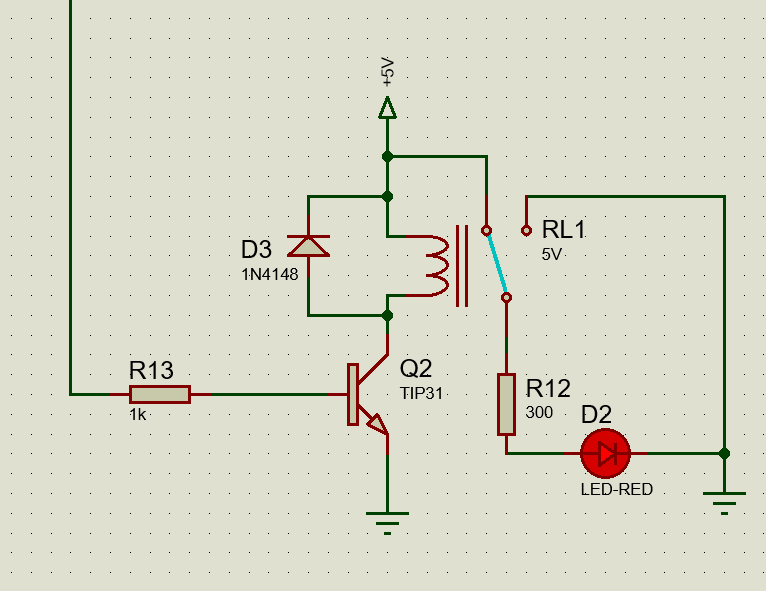 +5V
D3
1N4148
RL1
5V
R13
1k
Q2
TIP31
R12
300
D2
LED-RED